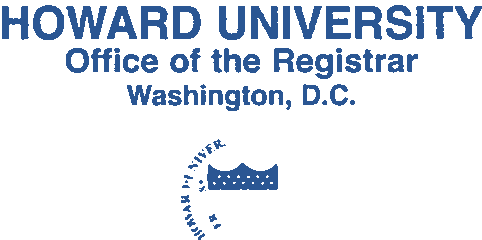 HOWARD UNIVERSITY
Office of the Registrar
Washington, D.C.